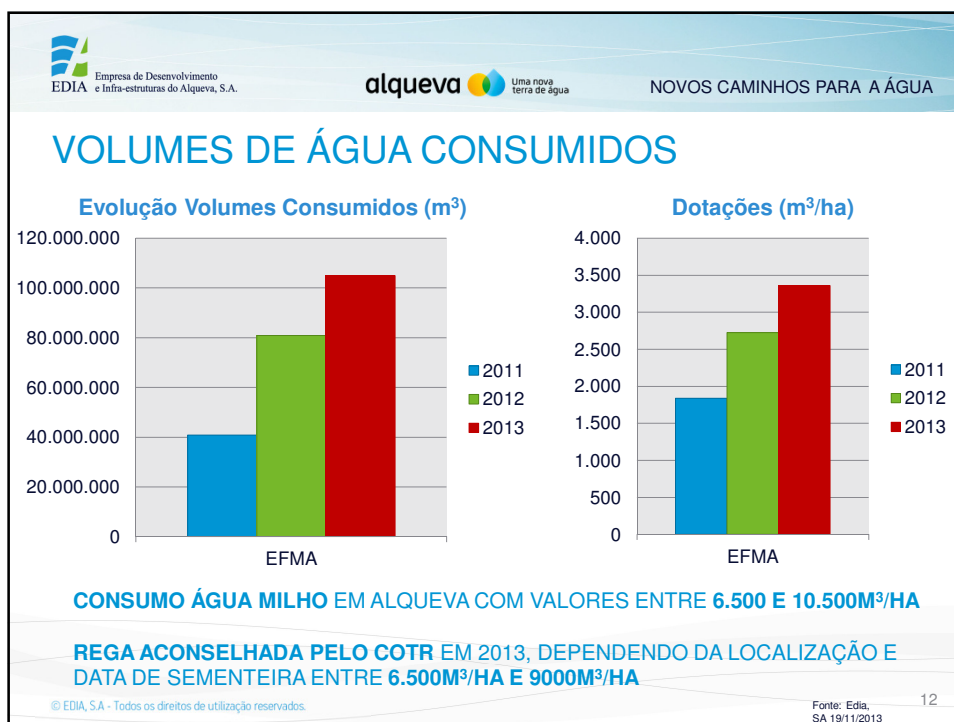 EDIA
Empresa de Desenvolvimento
e Infra-estruturas do Alqueva, S.A.
alqueva
Uma nova
terra de água
NOVOS CAMINHOS PARA A ÁGUA
VOLUMES DE ÁGUA CONSUMIDOS
Evolução Volumes Consumidos (m³)
120.000.000
100.000.000
80.000.000
60.000.000
40.000.000
20.000.000
0
EFMA
2011
2012
2013
Dotações (m³/ha)
4.000
3.500
3.000
2.500
2.000
1.500
1.000
500
0
EFMA
2011
2012
2013
CONSUMO ÁGUA MILHO EM ALQUEVA COM VALORES ENTRE 6.500 E 10.500M³/HA
REGA ACONSELHADA PELO COTR EM 2013, DEPENDENDO DA LOCALIZAÇÃO E
DATA DE SEMENTEIRA ENTRE 6.500M³/HA E 9000M³/HA
© EDIA, S.A - Todos os direitos de utilização reservados.
Fonte: Edia,
SA 19/11/2013
12